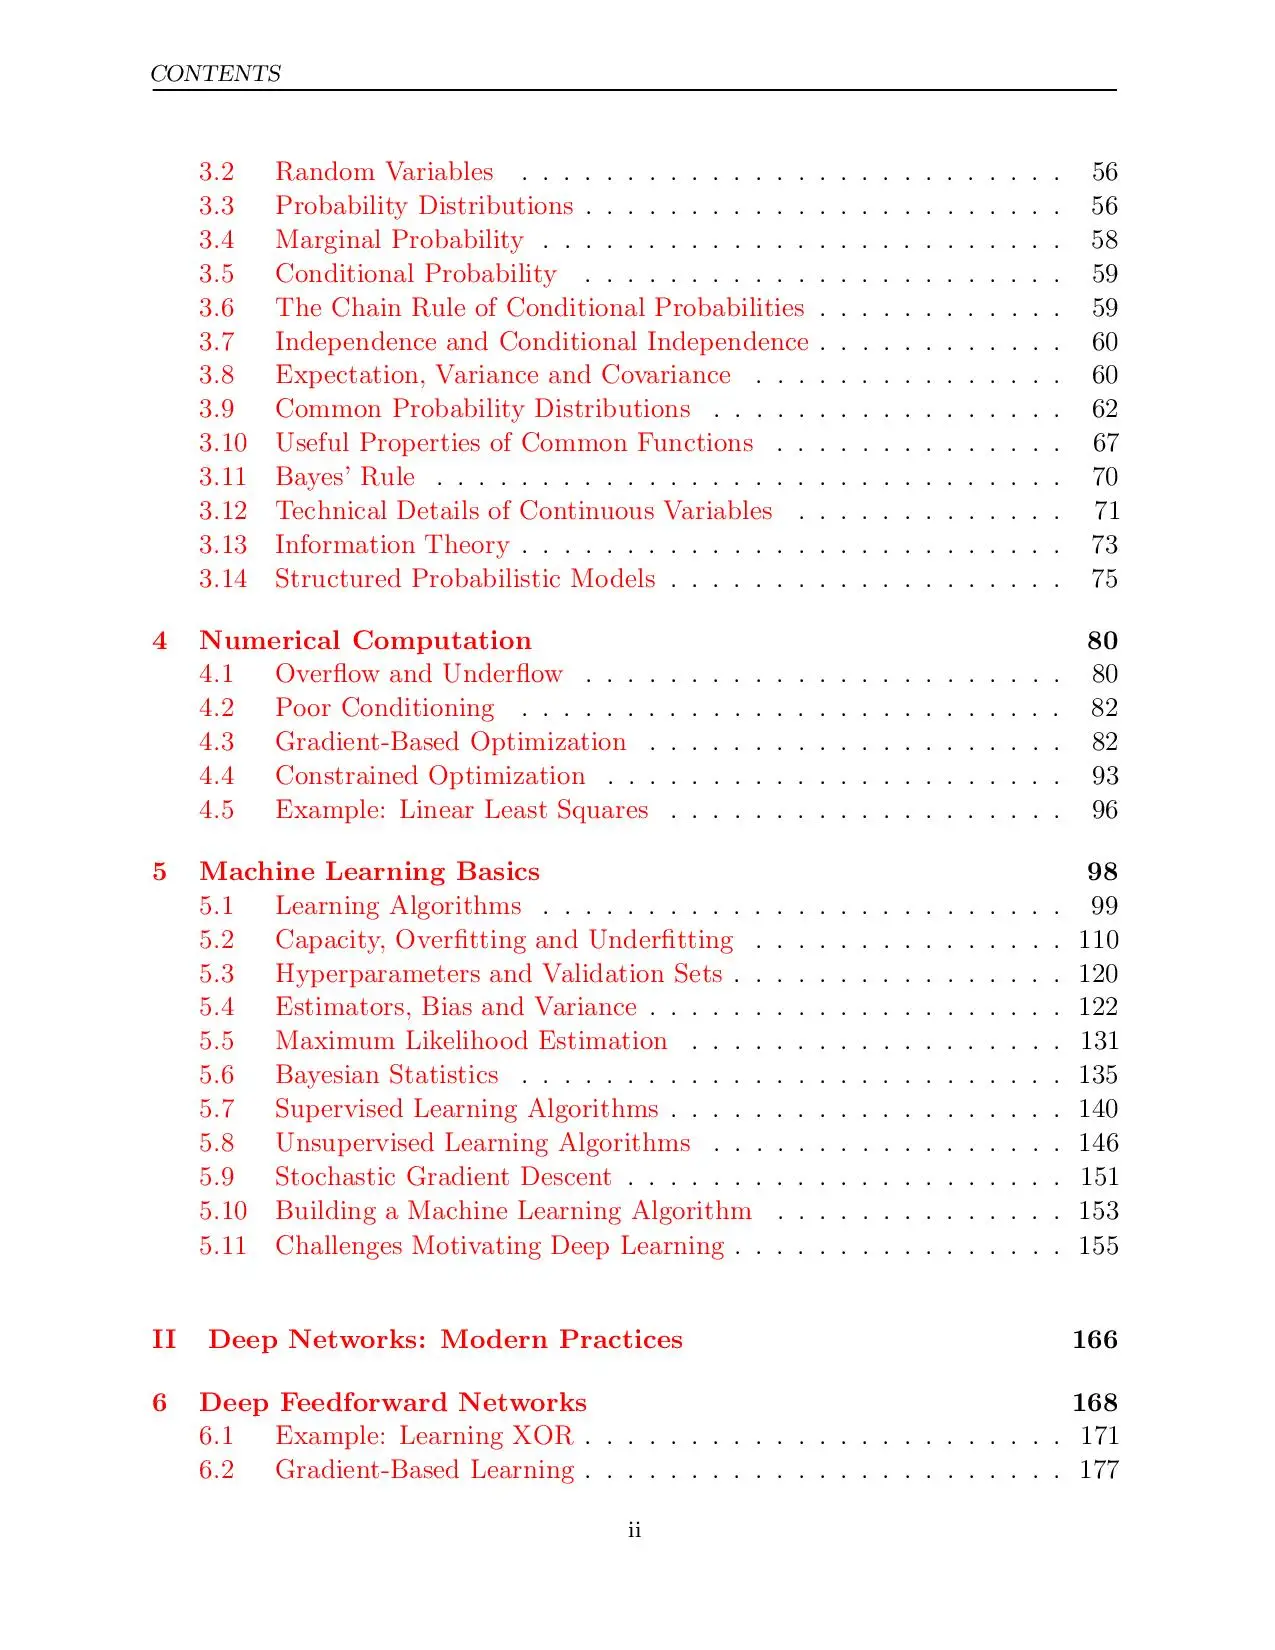 CONTENTS
3.2 Random Variables . . . . . . . . . . . . . . . . . . . . . . . . . . 56
3.3 Probability Distributions . . . . . . . . . . . . . . . . . . . . . . . 56
3.4 Marginal Probability . . . . . . . . . . . . . . . . . . . . . . . . . 58
3.5 Conditional Probability . . . . . . . . . . . . . . . . . . . . . . . 59
3.6 The Chain Rule of Conditional Probabilities . . . . . . . . . . . . 59
3.7 Independence and Conditional Independence . . . . . . . . . . . . 60
3.8 Expectation, Variance and Covariance . . . . . . . . . . . . . . . 60
3.9 Common Probability Distributions . . . . . . . . . . . . . . . . . 62
3.10 Useful Properties of Common Functions . . . . . . . . . . . . . . 67
3.11 Bayes’ Rule . . . . . . . . . . . . . . . . . . . . . . . . . . . . . . 70
3.12 Technical Details of Continuous Variables . . . . . . . . . . . . . 71
3.13 Information Theory . . . . . . . . . . . . . . . . . . . . . . . . . . 73
3.14 Structured Probabilistic Models . . . . . . . . . . . . . . . . . . . 75
4 Numerical Computation 80
4.1 Overflow and Underflow . . . . . . . . . . . . . . . . . . . . . . . 80
4.2 Poor Conditioning . . . . . . . . . . . . . . . . . . . . . . . . . . 82
4.3 Gradient-Based Optimization . . . . . . . . . . . . . . . . . . . . 82
4.4 Constrained Optimization . . . . . . . . . . . . . . . . . . . . . . 93
4.5 Example: Linear Least Squares . . . . . . . . . . . . . . . . . . . 96
5 Machine Learning Basics 98
5.1 Learning Algorithms . . . . . . . . . . . . . . . . . . . . . . . . . 99
5.2 Capacity, Overfitting and Underfitting . . . . . . . . . . . . . . . 110
5.3 Hyperparameters and Validation Sets . . . . . . . . . . . . . . . . 120
5.4 Estimators, Bias and Variance . . . . . . . . . . . . . . . . . . . . 122
5.5 Maximum Likelihood Estimation . . . . . . . . . . . . . . . . . . 131
5.6 Bayesian Statistics . . . . . . . . . . . . . . . . . . . . . . . . . . 135
5.7 Supervised Learning Algorithms . . . . . . . . . . . . . . . . . . . 140
5.8 Unsupervised Learning Algorithms . . . . . . . . . . . . . . . . . 146
5.9 Stochastic Gradient Descent . . . . . . . . . . . . . . . . . . . . . 151
5.10 Building a Machine Learning Algorithm . . . . . . . . . . . . . . 153
5.11 Challenges Motivating Deep Learning . . . . . . . . . . . . . . . . 155
II Deep Networks: Modern Practices 166
6 Deep Feedforward Networks 168
6.1 Example: Learning XOR . . . . . . . . . . . . . . . . . . . . . . . 171
6.2 Gradient-Based Learning . . . . . . . . . . . . . . . . . . . . . . . 177
ii